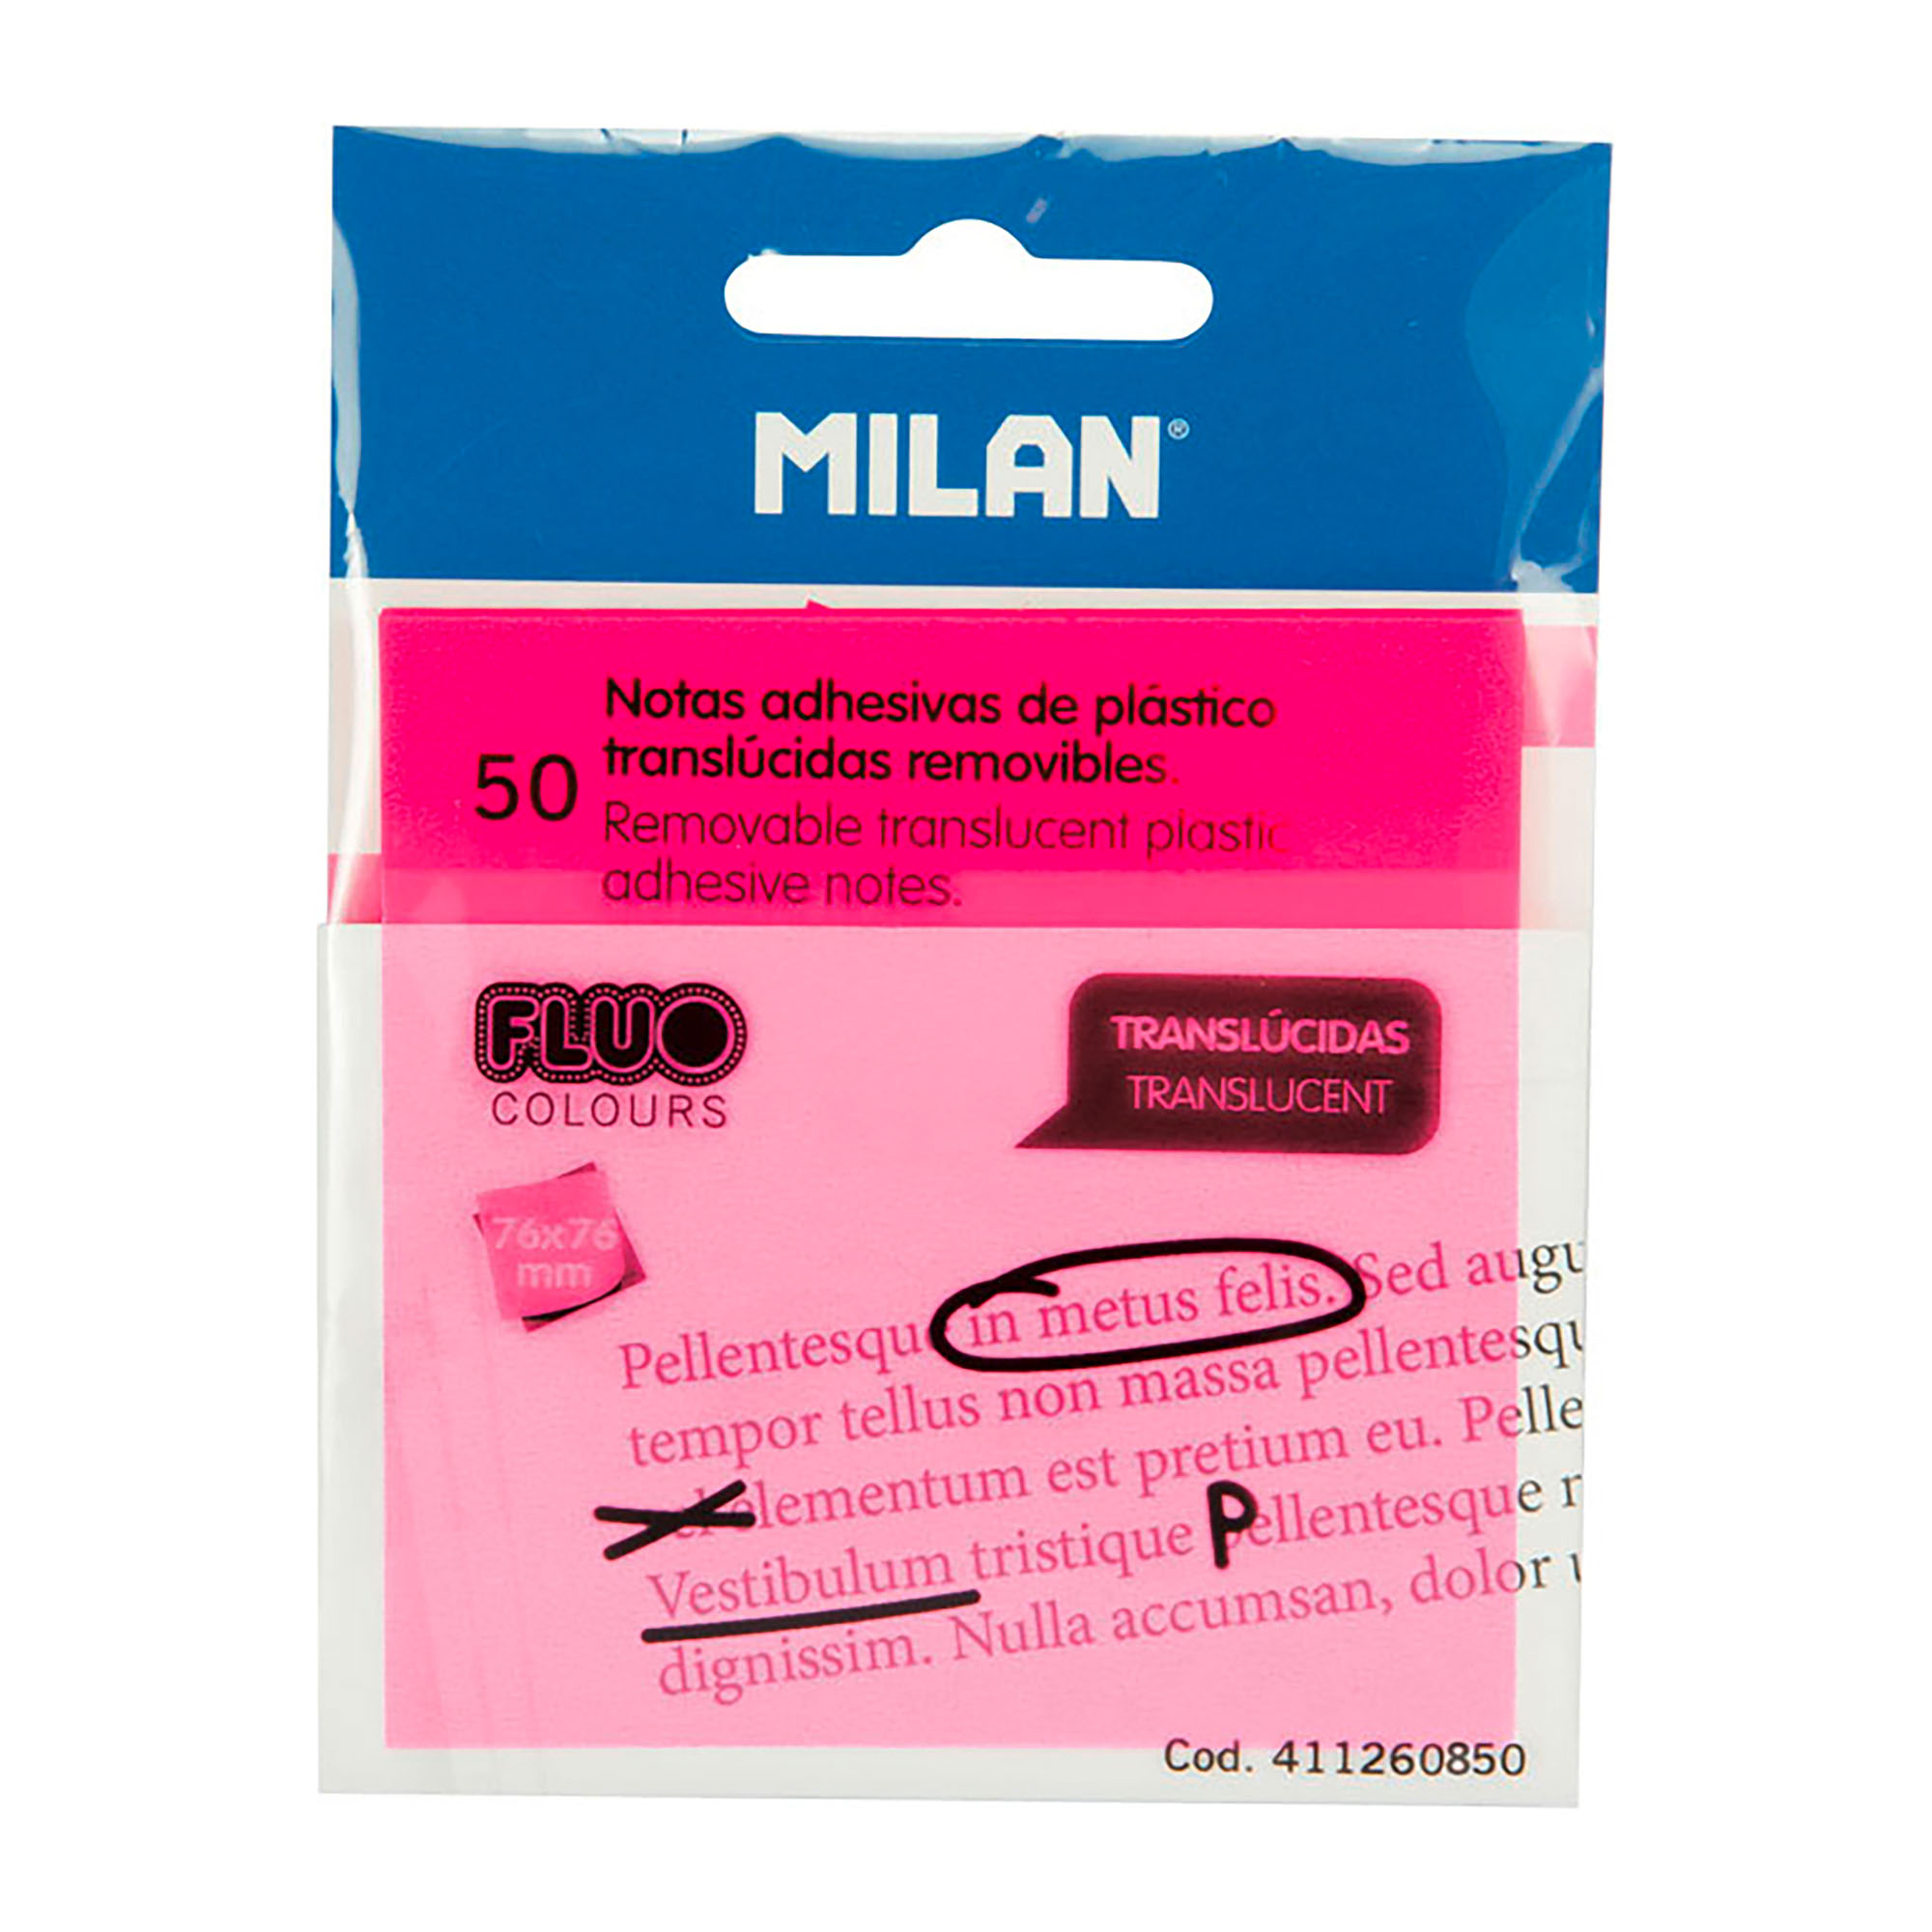 MILAN®
50
Notas adhesivas de plástico
translúcidas removibles.
Removable translucent plastic
adhesive notes.
FLUO
COLOURS
TRANSLÚCIDAS
TRANSLUCENT
76x76
mm
Pellentesque in metus felis. Sed augu
tempor tellus non massa pellentesqu
elementum est pretium eu. Pelle
Vestibulum tristique Pellentesque
dignissim. Nulla accumsan, dolor
Cod. 411260850